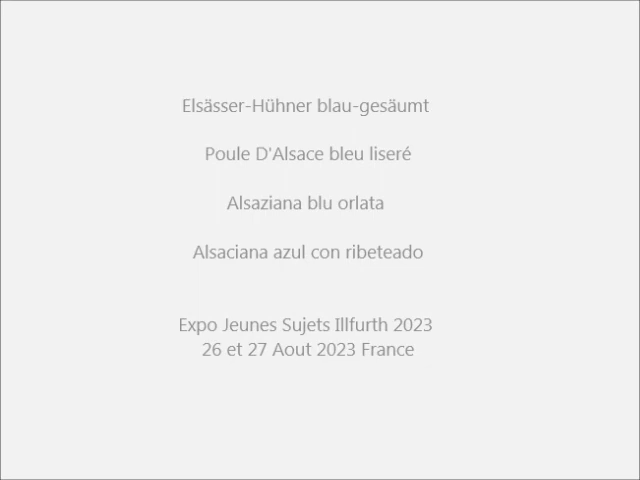 Elsässer-Hühner blau-gesäumt
Poule D'Alsace bleu liseré
Alsaziana blu orlata
Alsaciana azul con ribeteado
Expo Jeunes Sujets Illfurth 2023
26 et 27 Aout 2023 France